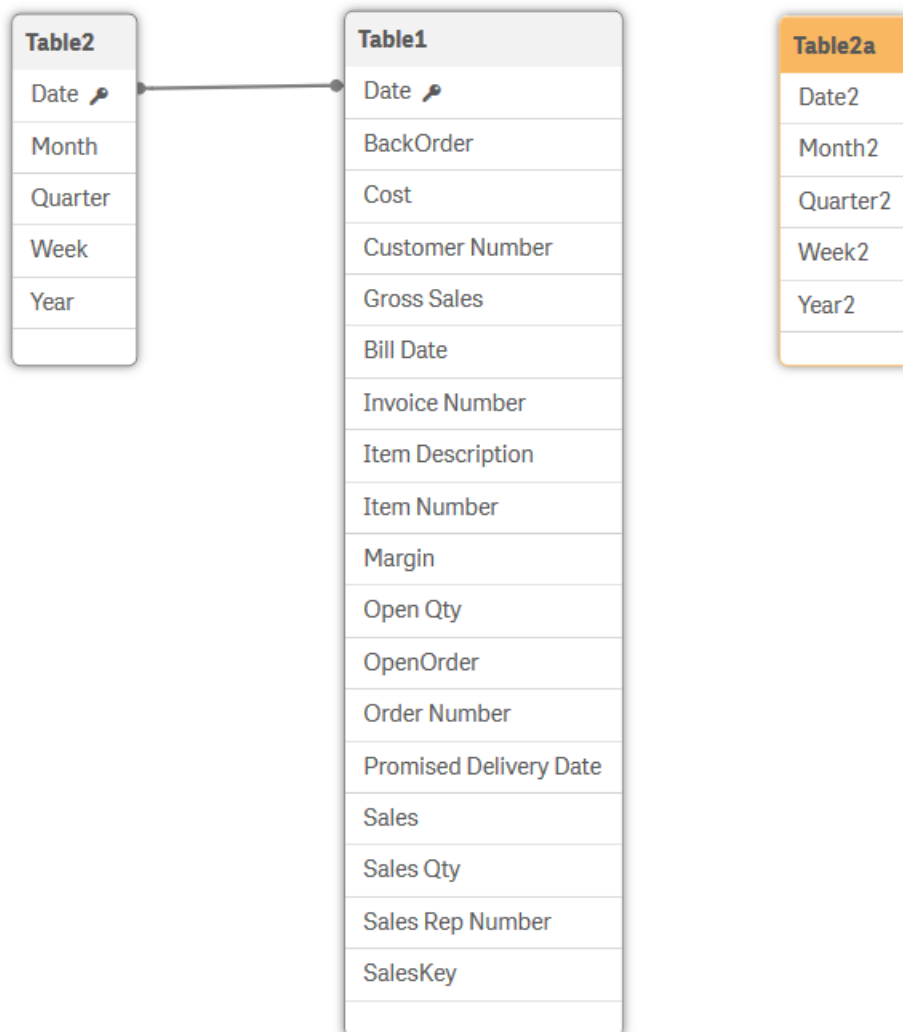 Table2
Date
Month
Quarter
Week
Year
Table1
Date
BackOrder
Cost
Customer Number
Gross Sales
Bill Date
Invoice Number
Item Description
Item Number
Margin
Open Qty
OpenOrder
Order Number
Promised Delivery Date
Sales
Sales Qty
Sales Rep Number
SalesKey
Table2a
Date2
Month2
Quarter2
Week2
Year2